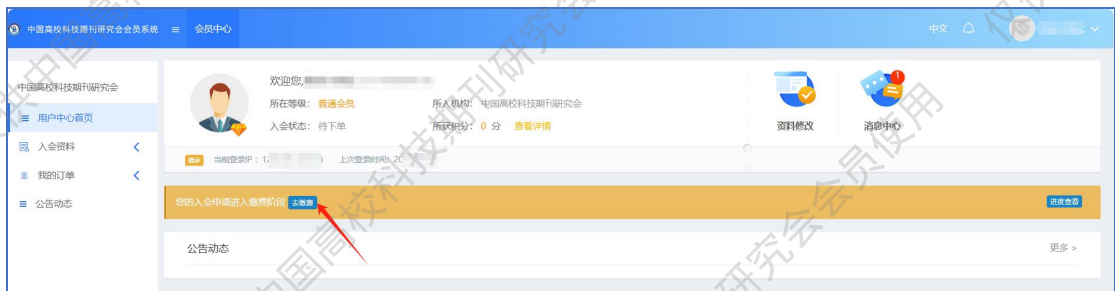 中国高校科技期刊研究会会员系统
会员中心
中文
中国高校科技期刊研究会
用户中心首页
入会资料
我的订单
公告动态
欢迎您,
所在等级: 普通会员
所入机构: 中国高校科技期刊研究会
入会状态: 待下单
所获积分: 0 分 查看详情
资料修改
1
消息中心
当前登录IP: 12
上次登录时间: 20
您的入会申请进入缴费阶段 去缴费
进度查看
公告动态
更多 >